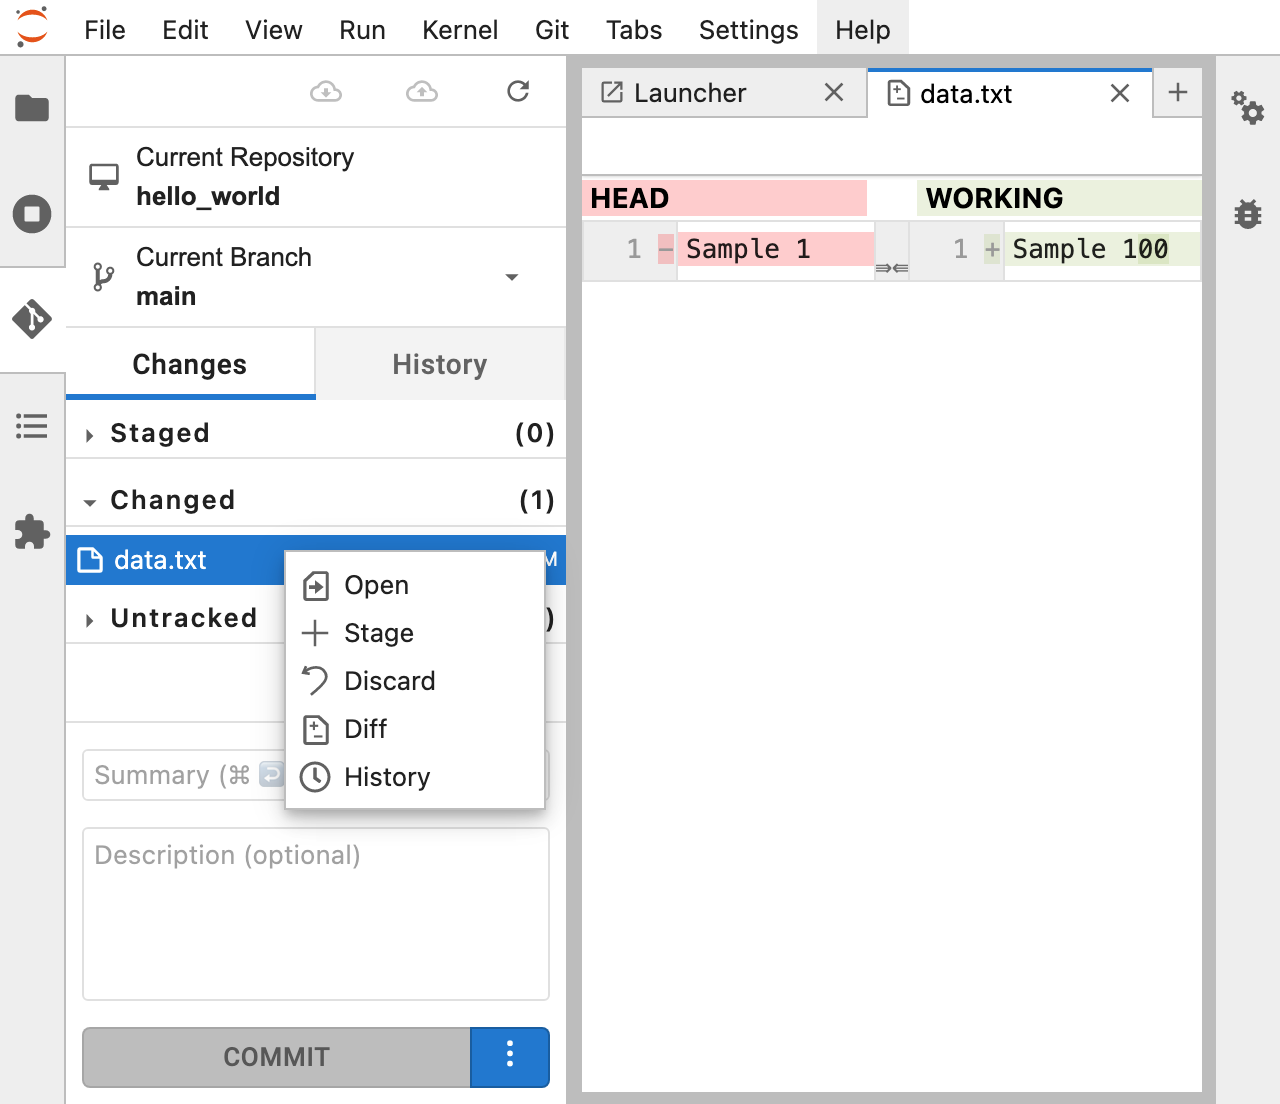 File Edit View Run Kernel Git Tabs Settings Help
Launcher
data.txt
Current Repository
hello_world
Current Branch
main
Changes History
Staged (0)
Changed (1)
data.txt M
Untracked )
Open
Stage
Discard
Diff
History
Summary (⌘
Description (optional)
COMMIT
HEAD WORKING
1 - Sample 1
1 + Sample 100